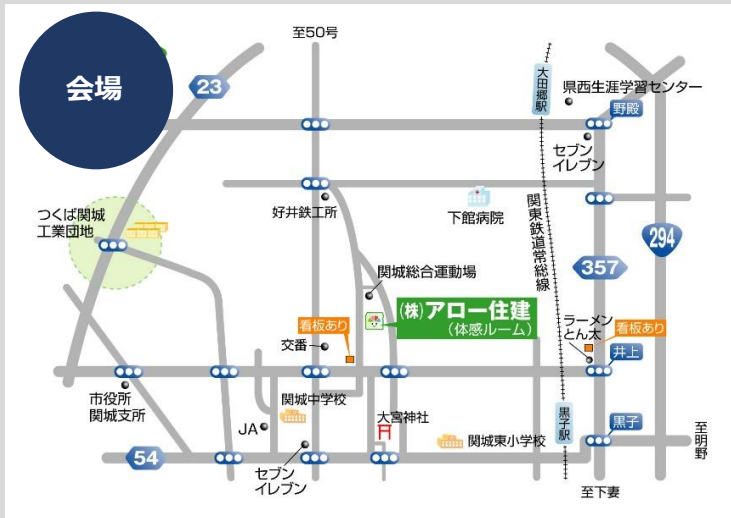 会場
至50号
23
大田郷駅
県西生涯学習センター
野殿
セブン
イレブン
つくば関城
工業団地
好井鉄工所
下館病院
関東鉄道常総線
294
357
関城総合運動場
(株)アロー住建
(体感ルーム)
看板あり
交番
ラーメン
とん太
看板あり
井上
市役所
関城支所
関城中学校
JA
大宮神社
黒子駅
黒子
至明野
54
セブン
イレブン
関城東小学校
至下妻